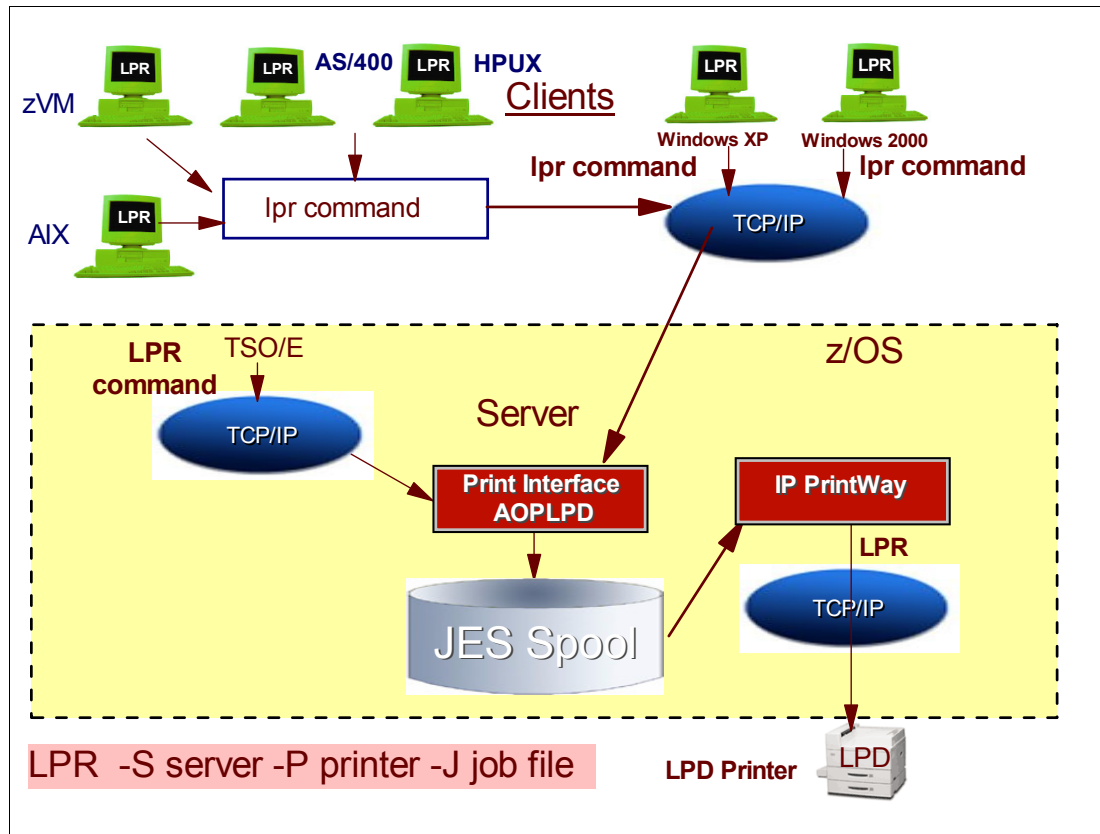 LPR
LPR
AS/400
LPR
HPUX
LPR
LPR
zVM
Clients
Windows XP
Windows 2000
lpr command
lpr command
AIX
LPR
lpr command
TCP/IP
LPR
command
TSO/E
z/OS
TCP/IP
Server
Print Interface
AOPLPD
IP PrintWay
LPR
TCP/IP
JES Spool
LPR -S server -P printer -J job file
LPD Printer
LPD